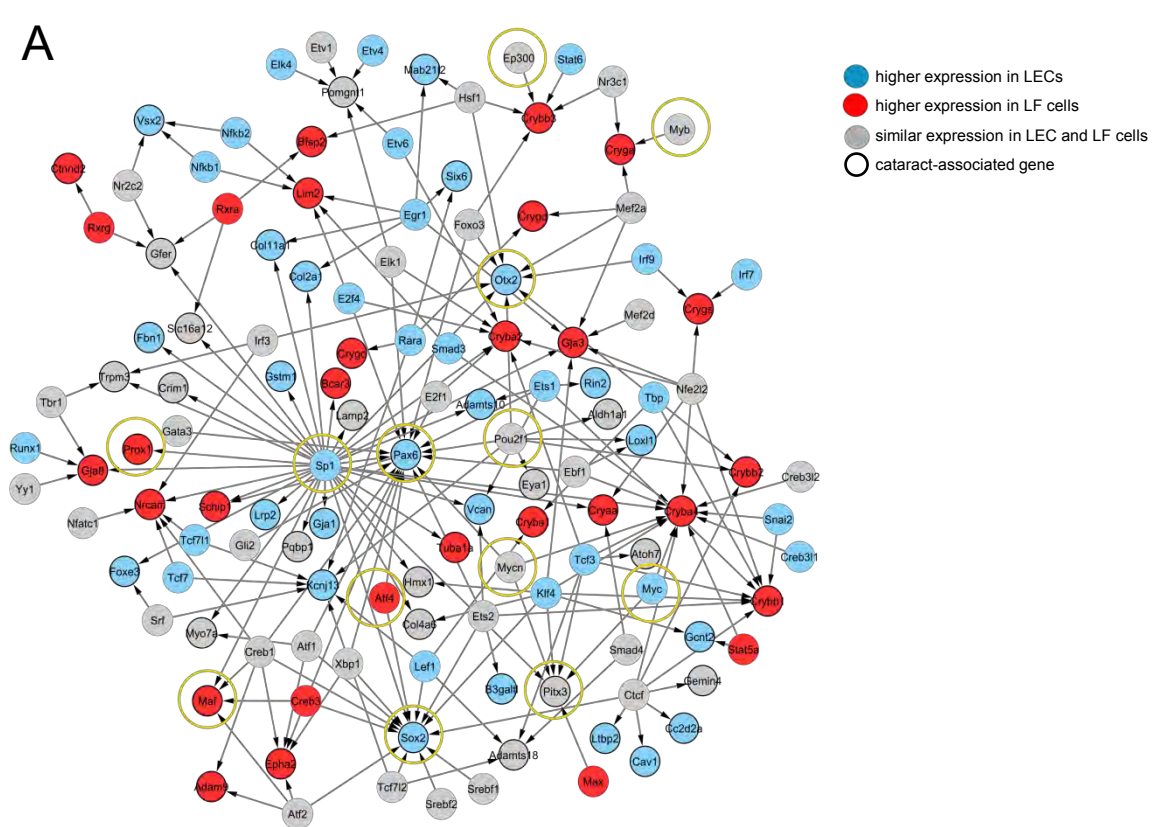 A
higher expression in LECs
higher expression in LF cells
similar expression in LEC and LF cells
cataract-associated gene
Etv1
Etv4
Elk4
Pomgnt1
Mab21l2
Ep300
Stat6
Hsf1
Nr3c1
Crybb3
Myb
Cryga
Vsx2
Nfkb2
Bfsp2
Etv6
Ctnnd2
Nfkb1
Nr2c2
Lim2
Six6
Rxra
Rxrg
Egr1
Foxo3
Mef2a
Gfer
Col11a1
Elk1
Irf9
Irf7
Col2a1
Otx2
E2f4
Crygs
Slc16a12
Fbn1
Irf3
Rara
Smad3
Cryba2
Gja3
Mef2d
Trpm3
Crim1
Gstm1
Bcar3
E2f1
Ets1
Rin2
Tbp
Nfe2l2
Tbr1
Lamp2
Adamts10
Aldh1a1
Gata3
Pou2f1
Loxl1
Runx1
Prox1
Sp1
Pax6
Gja8
Eya1
Ebf1
Crybb2
Creb3l2
Yy1
Nrcam
Schip1
Lrp2
Gja1
Vcan
Cryba1
Cryaa
Cryba4
Snai2
Nfatc1
Tcf7l1
Gli2
Pqbp1
Tuba1a
Atoh7
Creb3l1
Foxe3
Tcf7
Kcnj13
Hmx1
Mycn
Tcf3
Myc
Atf4
Klf4
Crybb1
Srf
Myo7a
Col4a6
Ets2
Gcnt2
Stat5a
Creb1
Atf1
Xbp1
Lef1
Smad4
Gemin4
Maf
Creb3
B3galtl
Pitx3
Ctcf
Sox2
Ltbp2
Cc2d2a
Epha2
Adamts18
Cav1
Adam9
Tcf7l2
Srebf1
Max
Atf2
Srebf2